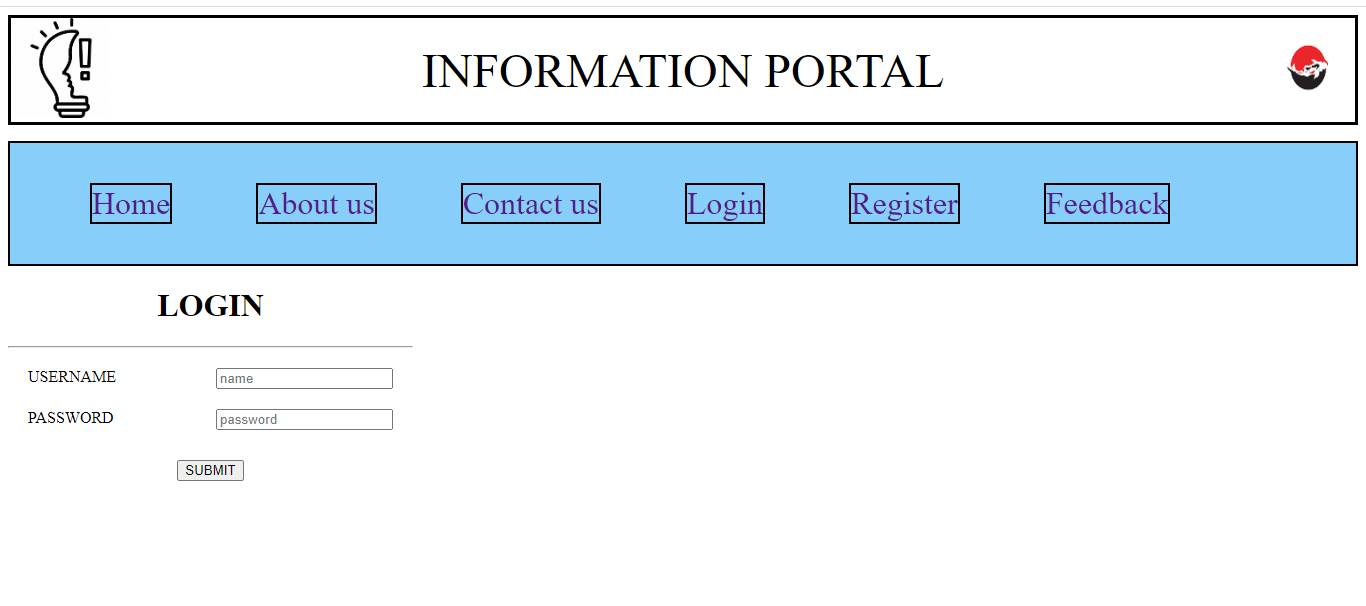 INFORMATION PORTAL
Home About us Contact us Login Register Feedback
LOGIN
USERNAME name
PASSWORD password
SUBMIT